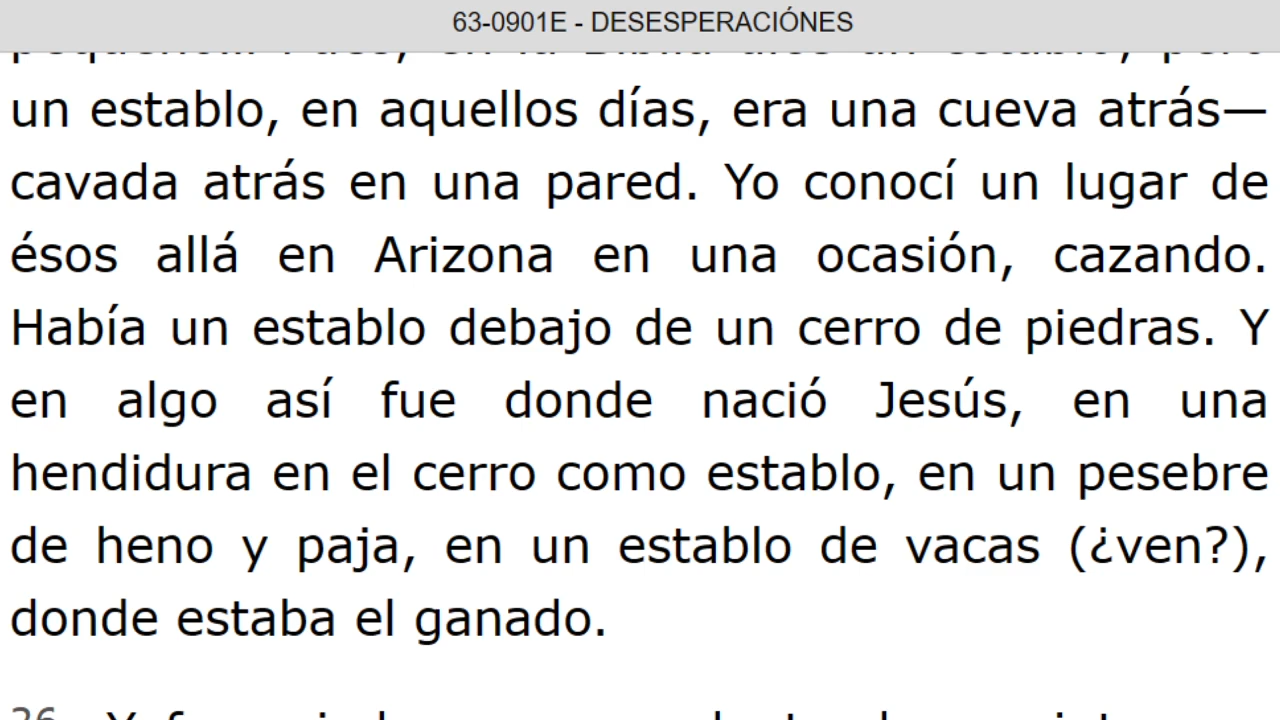 63-0901E - DESESPERACIÓNES
un establo, en aquellos días, era una cueva atrás—
cavada atrás en una pared. Yo conocí un lugar de
ésos allá en Arizona en una ocasión, cazando.
Había un establo debajo de un cerro de piedras. Y
en algo así fue donde nació Jesús, en una
hendidura en el cerro como establo, en un pesebre
de heno y paja, en un establo de vacas (¿ven?),
donde estaba el ganado.